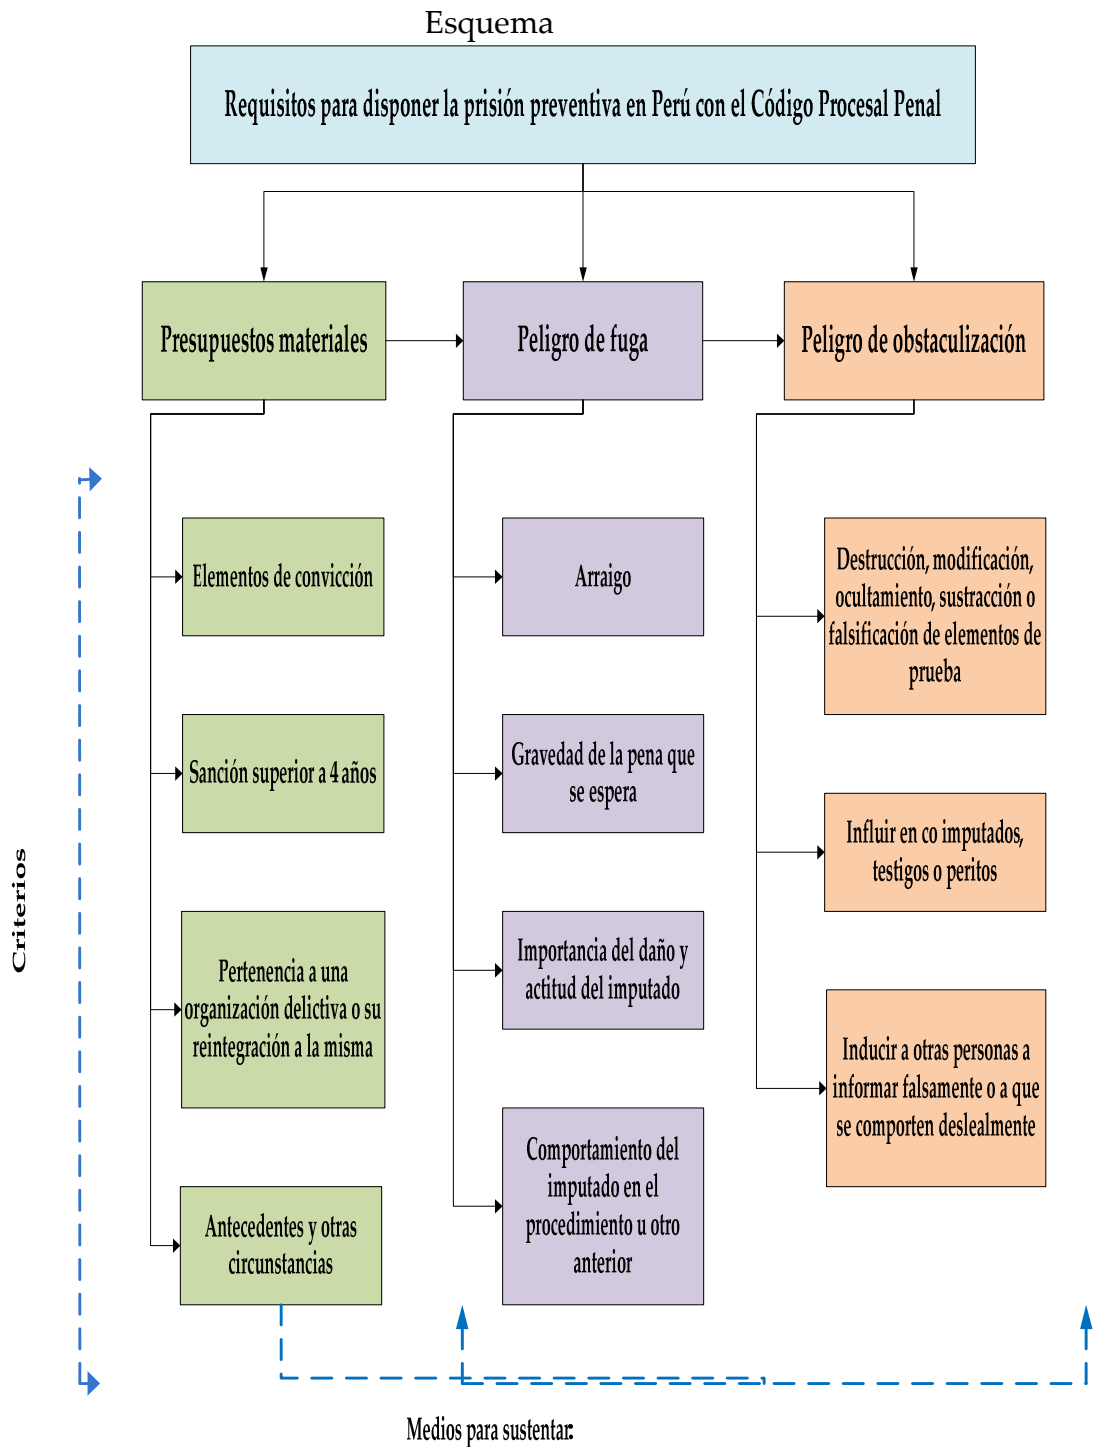 Esquema
Requisitos para disponer la prisión preventiva en Perú con el Código Procesal Penal
Presupuestos materiales
Peligro de fuga
Peligro de obstaculización
Criterios
Elementos de convicción
Sanción superior a 4 años
Pertenencia a una
organización delictiva o su
reintegración a la misma
Antecedentes y otras
circunstancias
Arraigo
Gravedad de la pena que
se espera
Importancia del daño y
actitud del imputado
Comportamiento del
imputado en el
procedimiento u otro
anterior
Destrucción, modificación,
ocultamiento, sustracción o
falsificación de elementos de
prueba
Influir en co imputados,
testigos o peritos
Inducir a otras personas a
informar falsamente o a que
se comporten deslealmente
Medios para sustentar: